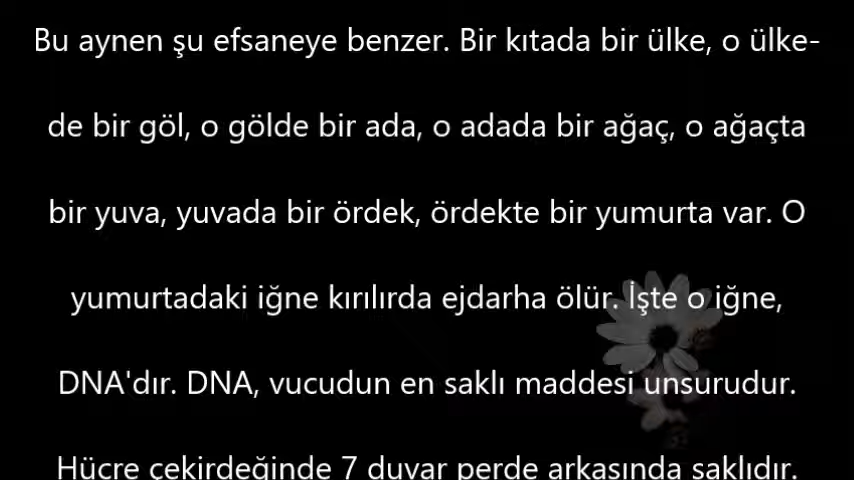 Bu aynen şu efsaneye benzer. Bir kıtada bir ülke, o ülke-
de bir göl, o gölde bir ada, o adada bir ağaç, o ağaçta
bir yuva, yuvada bir ördek, ördekte bir yumurta var. O
yumurtadaki iğne kırılırda ejdarha ölür. İşte o iğne,
DNA'dır. DNA, vucudun en saklı maddesi unsurudur.
Hücre çekirdeğinde 7 duvar perde arkasında saklıdır.